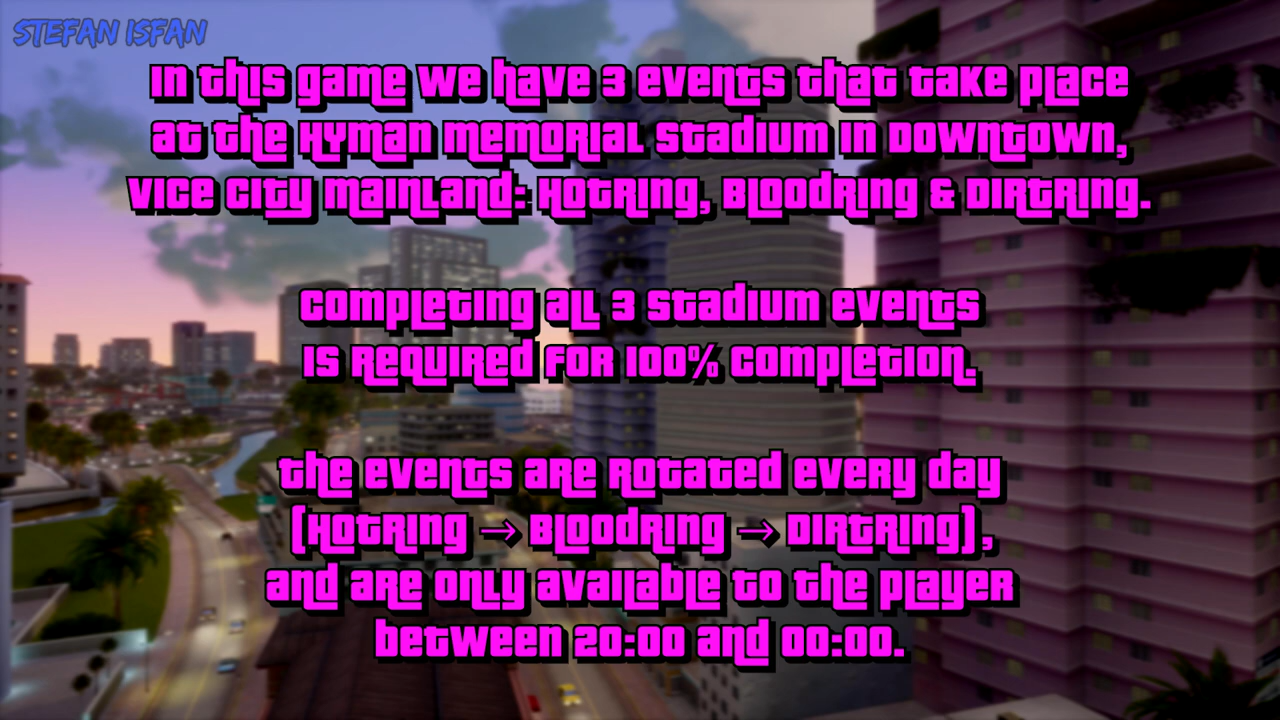 STEFAN ISFAN
In this game we have 3 events that take place
at the Hyman Memorial Stadium in Downtown,
Vice City Mainland: Hotring, Bloodring & Dirtring.
Completing all 3 stadium events
is required for 100% completion.
The events are rotated every day
(Hotring → Bloodring → Dirtring),
and are only available to the player
between 20:00 and 00:00.